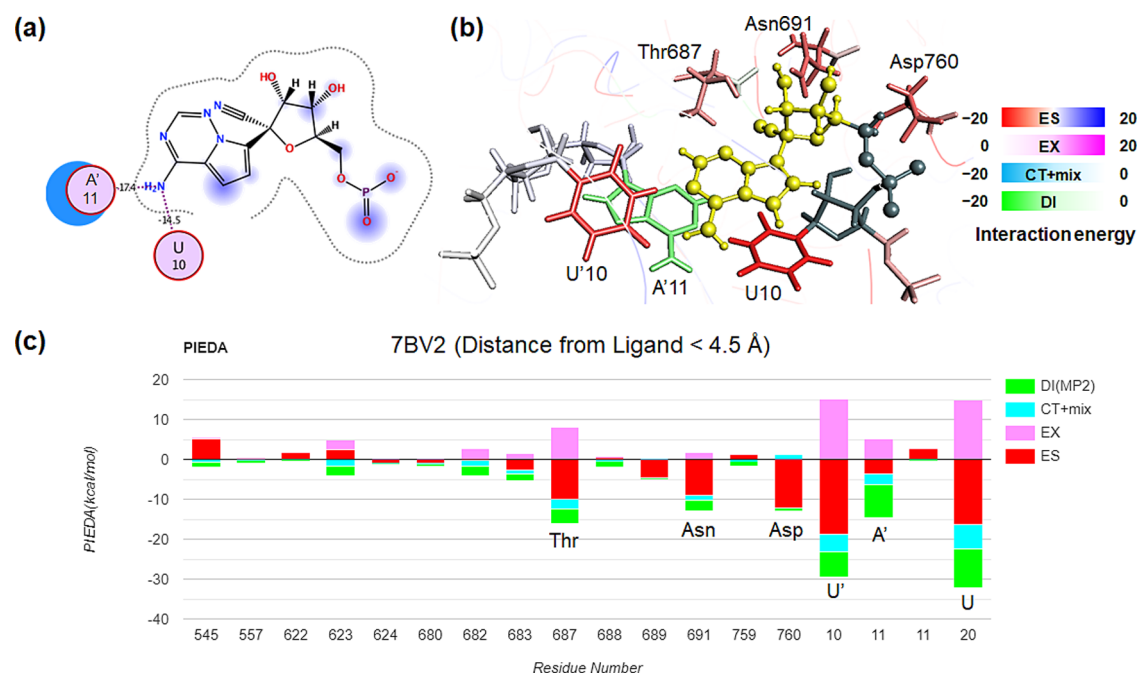 (a)
HO
H
OH
H
N
N
N
N
N
O
H
O
P
O⁻
O
H₂N
-17.4
A'
11
-14.5
U
10
(b)
Asn691
Thr687
Asp760
U'10
A'11
U10
−20 ES 20
0 EX 20
−20 CT+mix 0
−20 DI 0
Interaction energy
(c)
PIEDA
7BV2 (Distance from Ligand < 4.5 Å)
PIEDA(kcal/mol)
20
10
0
-10
-20
-30
-40
DI(MP2)
CT+mix
EX
ES
Thr
Asn
Asp
U'
A'
U
545 557 622 623 624 680 682 683 687 688 689 691 759 760 10 11 11 20
Residue Number